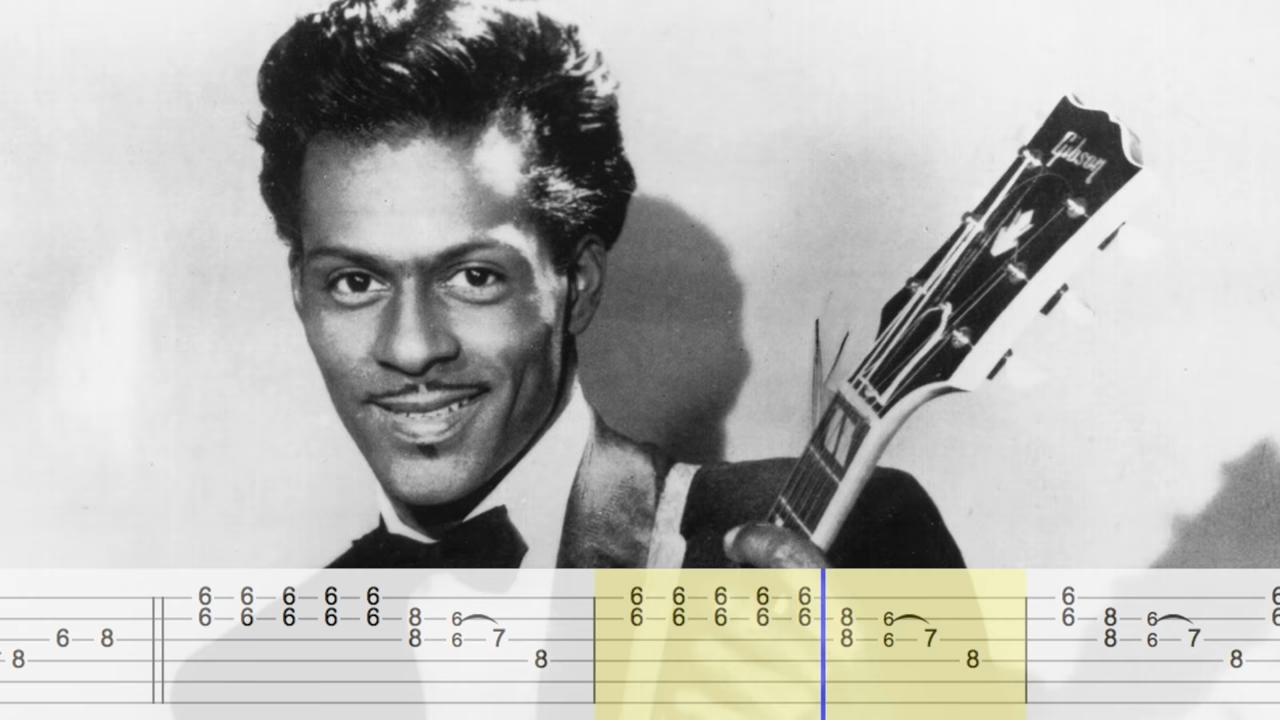 Gibson
6 6 6 6 6 6 6 6 6 6 6 6
6 6 6 6 6 8 6 6 6 6 6 6 8 6 6 8 6 6
6 8 8 6 7 8 6 7 8 6 7
8 8 8 8